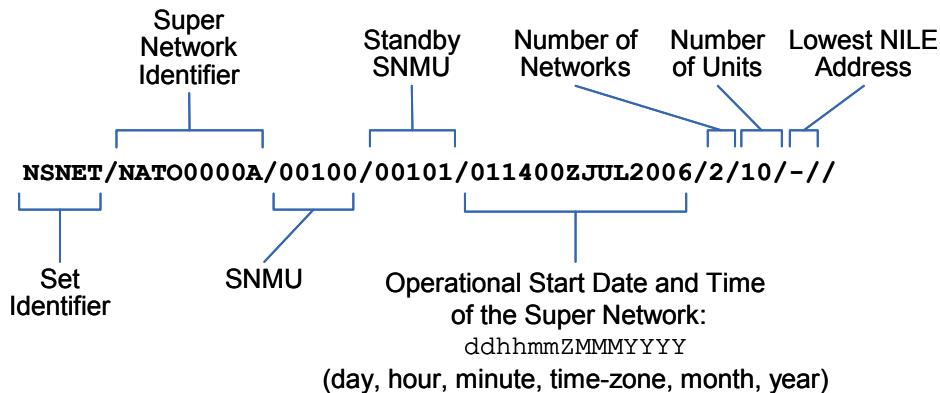 Super
Network
Identifier
Standby
SNMU
Number of
Networks
Number
of Units
Lowest NILE
Address
NSNET/NATO0000A/00100/00101/011400ZJUL2006/2/10/-//
Set
Identifier
SNMU
Operational Start Date and Time
of the Super Network:
ddhhmmZMMMYYYY
(day, hour, minute, time-zone, month, year)